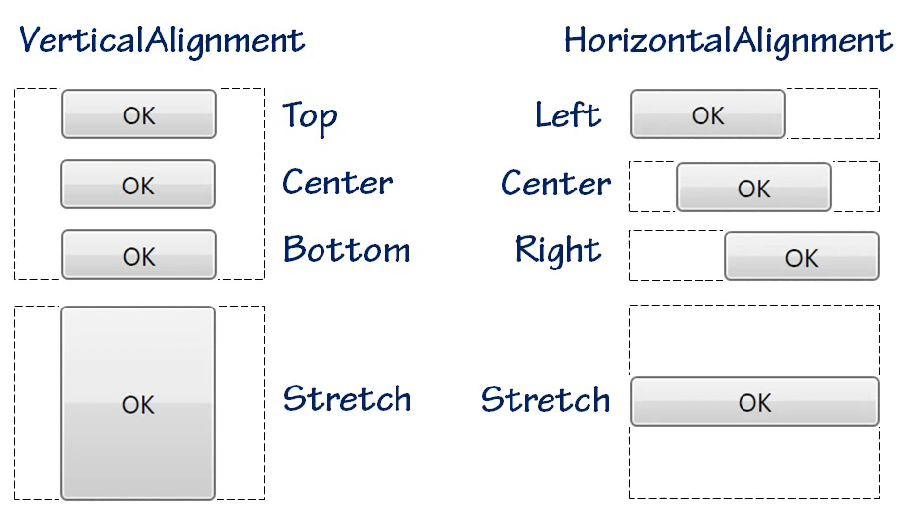 VerticalAlignment
OK
Top
OK
Center
OK
Bottom
OK
Stretch
HorizontalAlignment
Left
OK
Center
OK
Right
OK
Stretch
OK